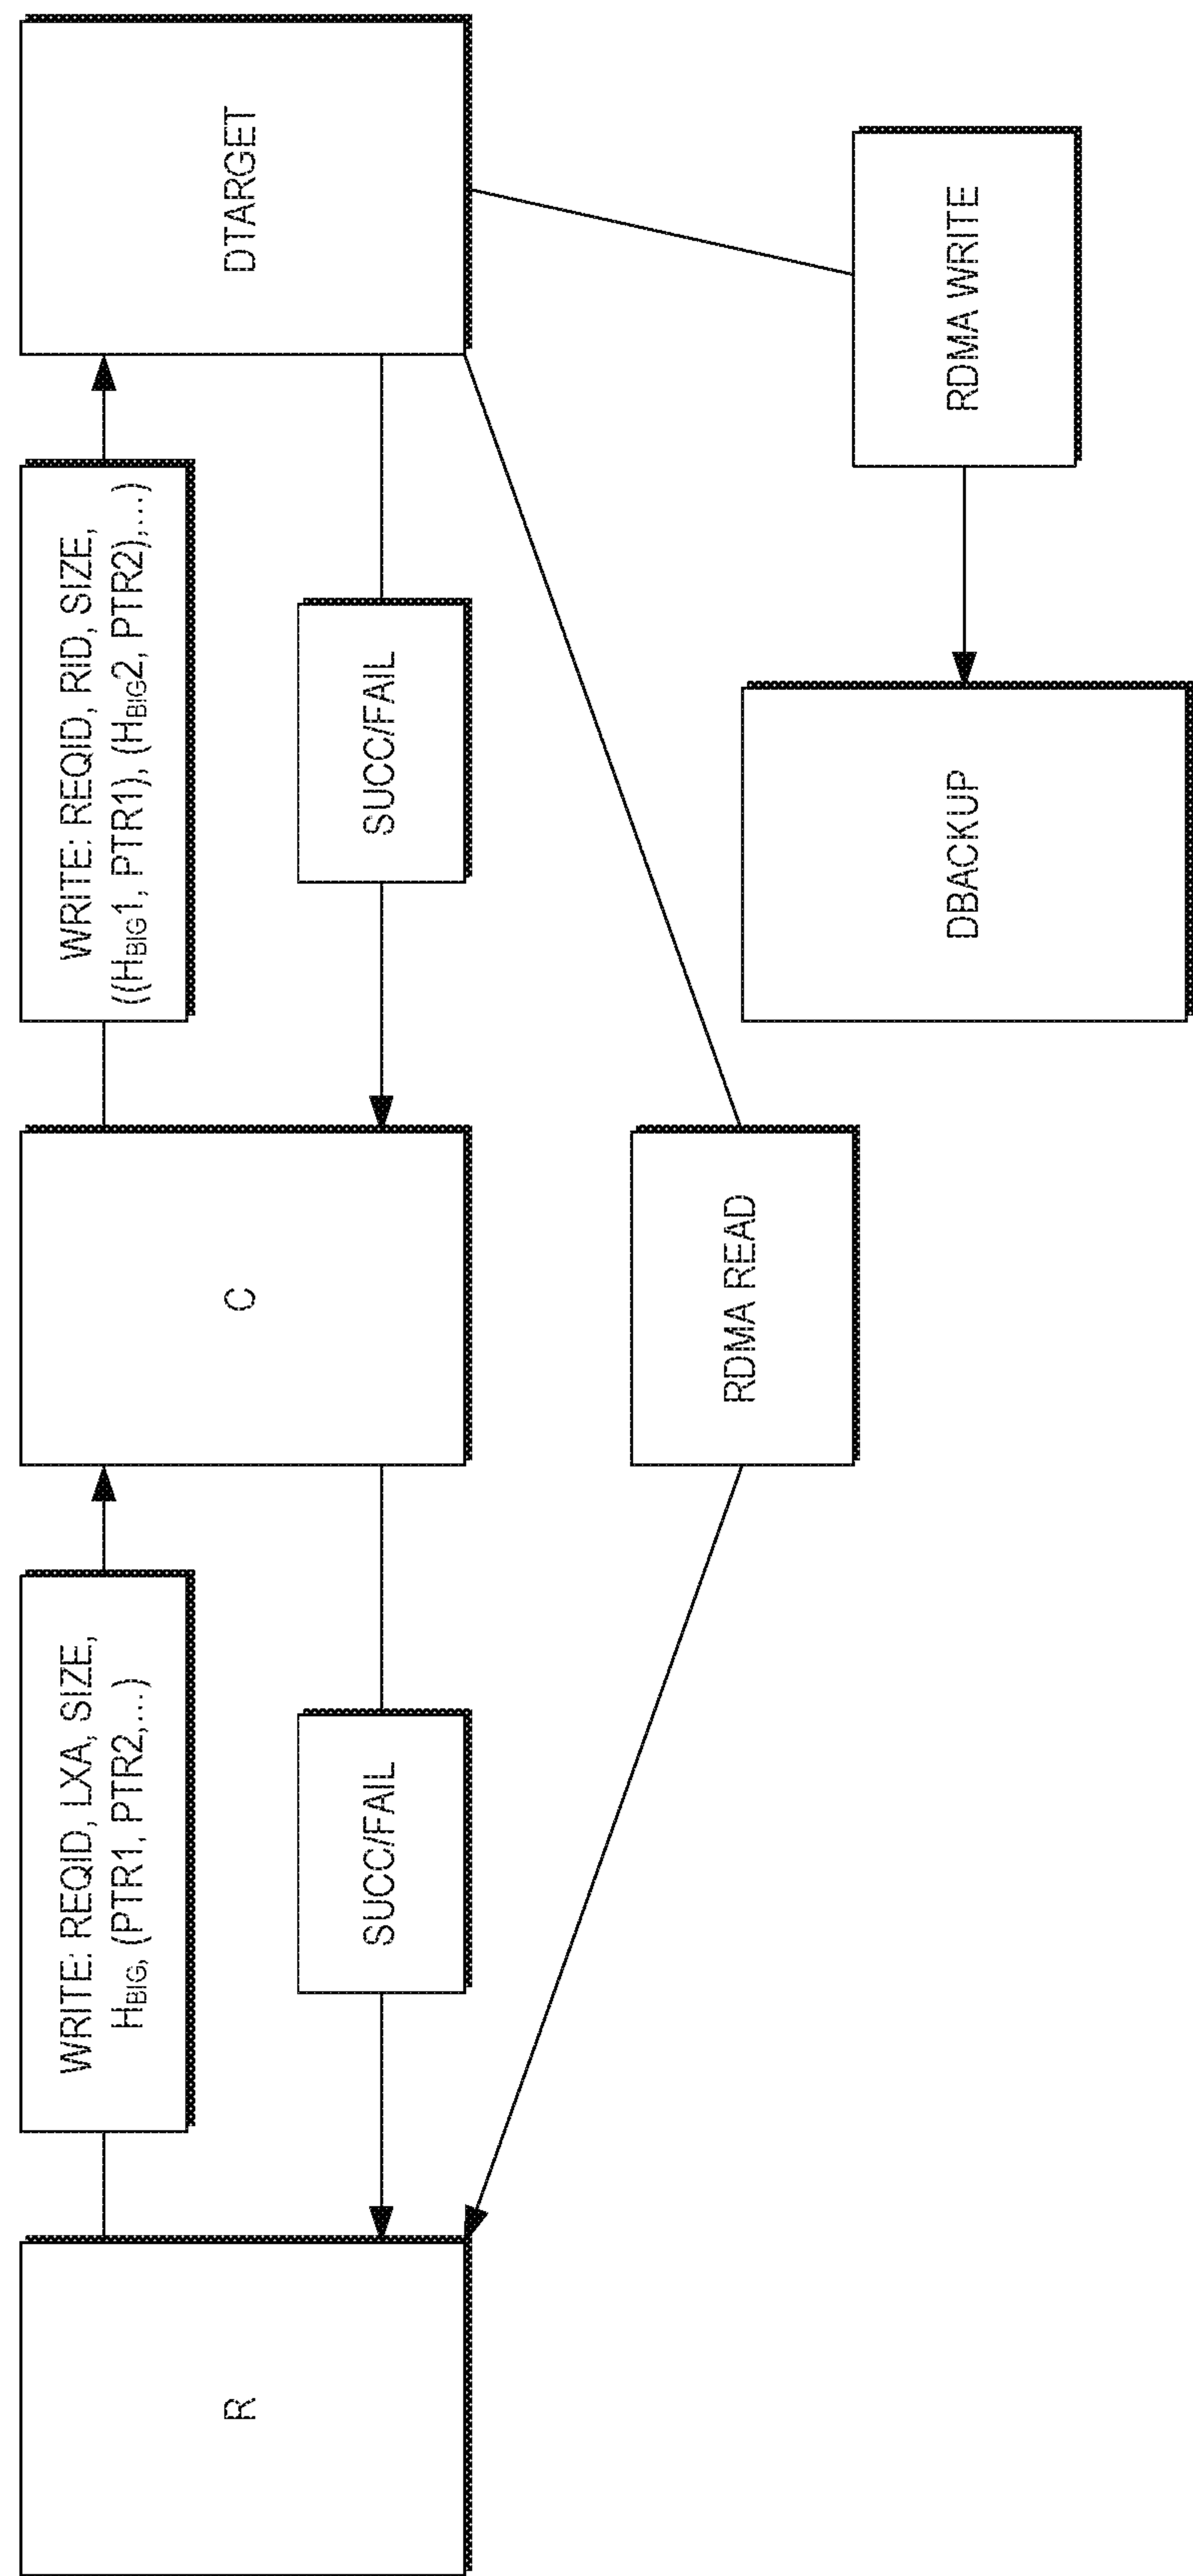 R
WRITE: REQID, LXA, SIZE,
HBIG, (PTR1, PTR2,...)
SUCC/FAIL
C
WRITE: REQID, RID, SIZE,
((HBIG1, PTR1), (HBIG2, PTR2),...)
SUCC/FAIL
DTARGET
RDMA READ
DBACKUP
RDMA WRITE